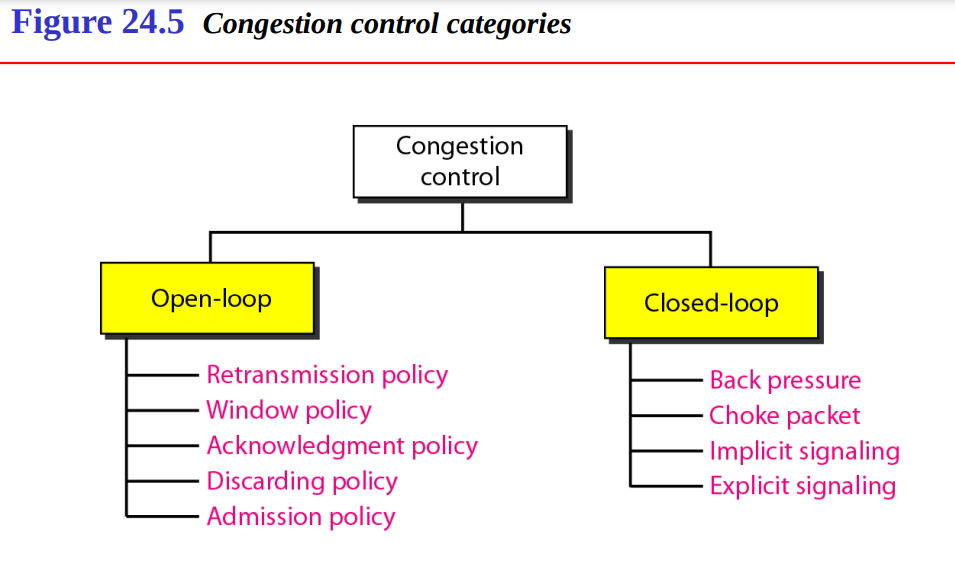 Figure 24.5 Congestion control categories
Congestion
control
Open-loop
Closed-loop
Retransmission policy
Window policy
Acknowledgment policy
Discarding policy
Admission policy
Back pressure
Choke packet
Implicit signaling
Explicit signaling